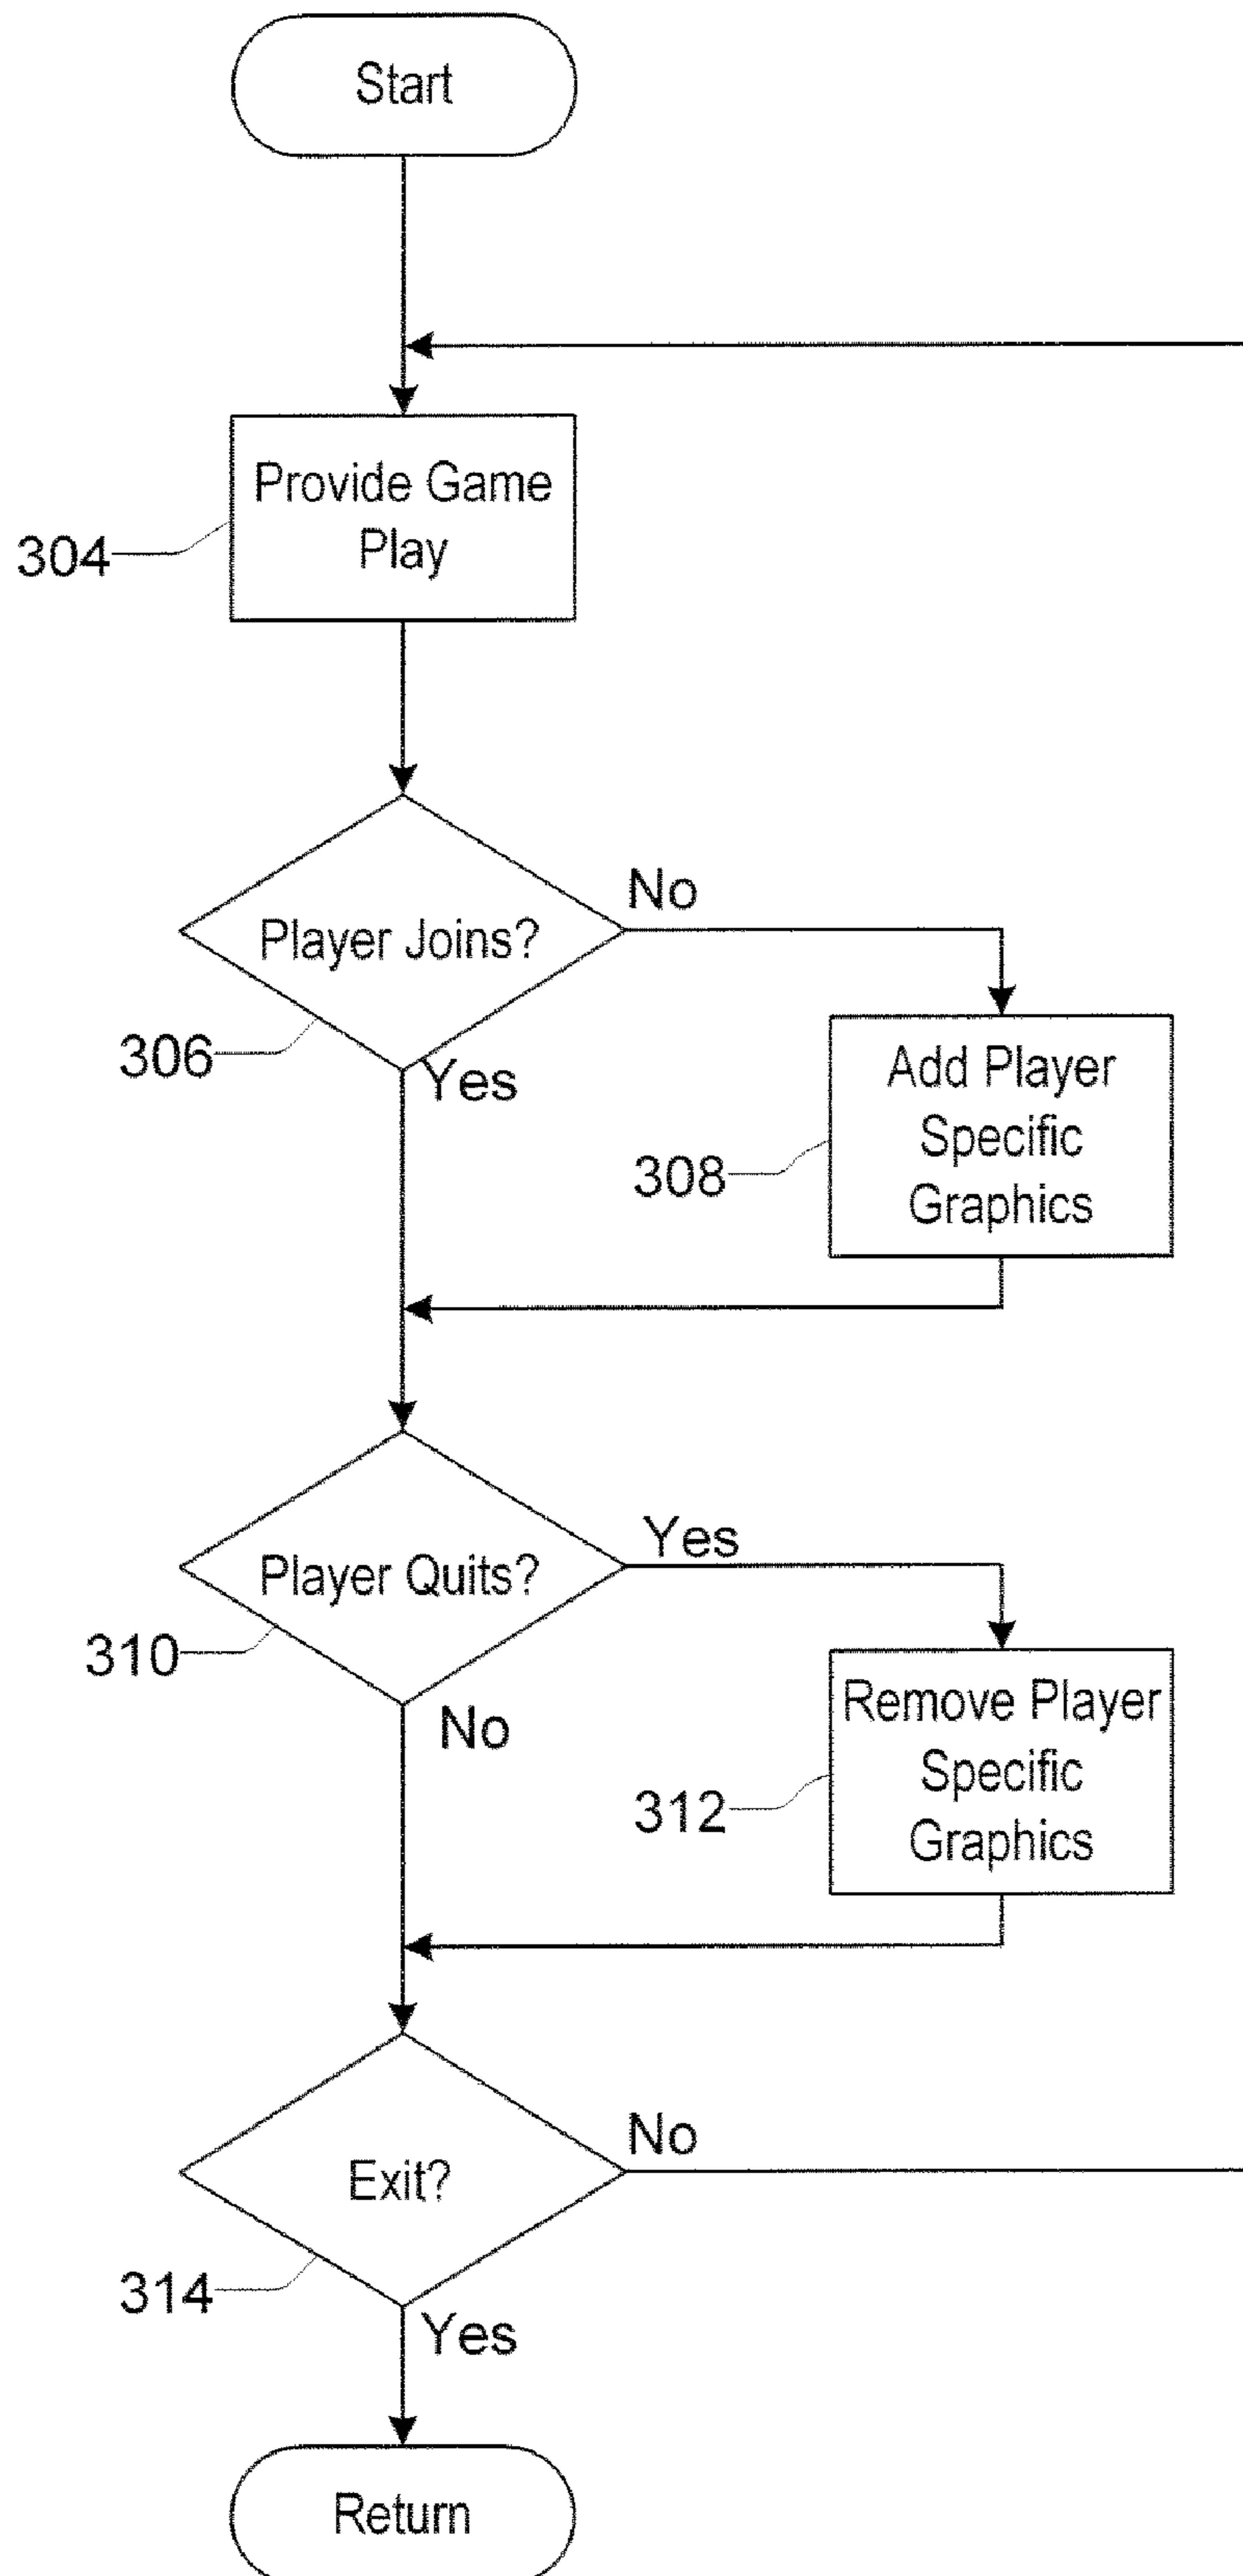 Start
Provide Game
Play
304
Player Joins?
No
306
Yes
Add Player
Specific
Graphics
308
Player Quits?
Yes
310
No
Remove Player
Specific
Graphics
312
Exit?
No
314
Yes
Return